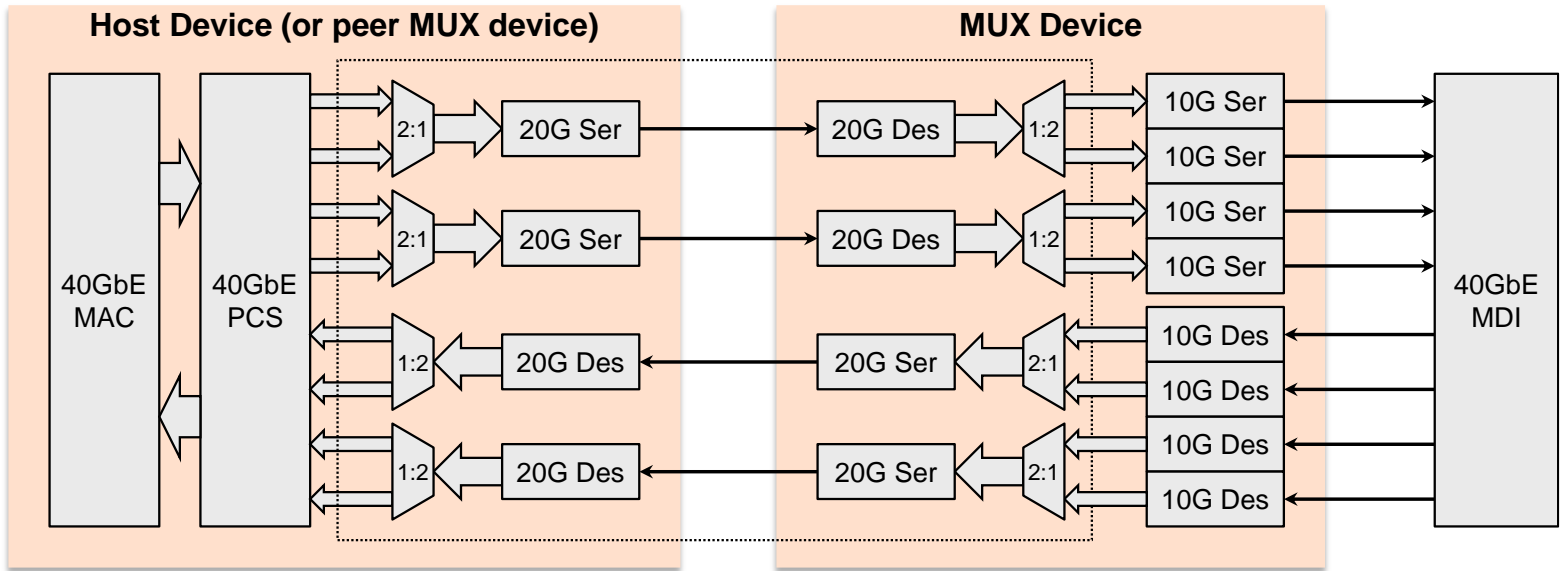 Host Device (or peer MUX device)
MUX Device
40GbE
MAC
40GbE
PCS
2:1
20G Ser
20G Des
1:2
10G Ser
10G Ser
2:1
20G Ser
20G Des
1:2
10G Ser
10G Ser
1:2
20G Des
20G Ser
2:1
10G Des
10G Des
1:2
20G Des
20G Ser
2:1
10G Des
10G Des
40GbE
MDI